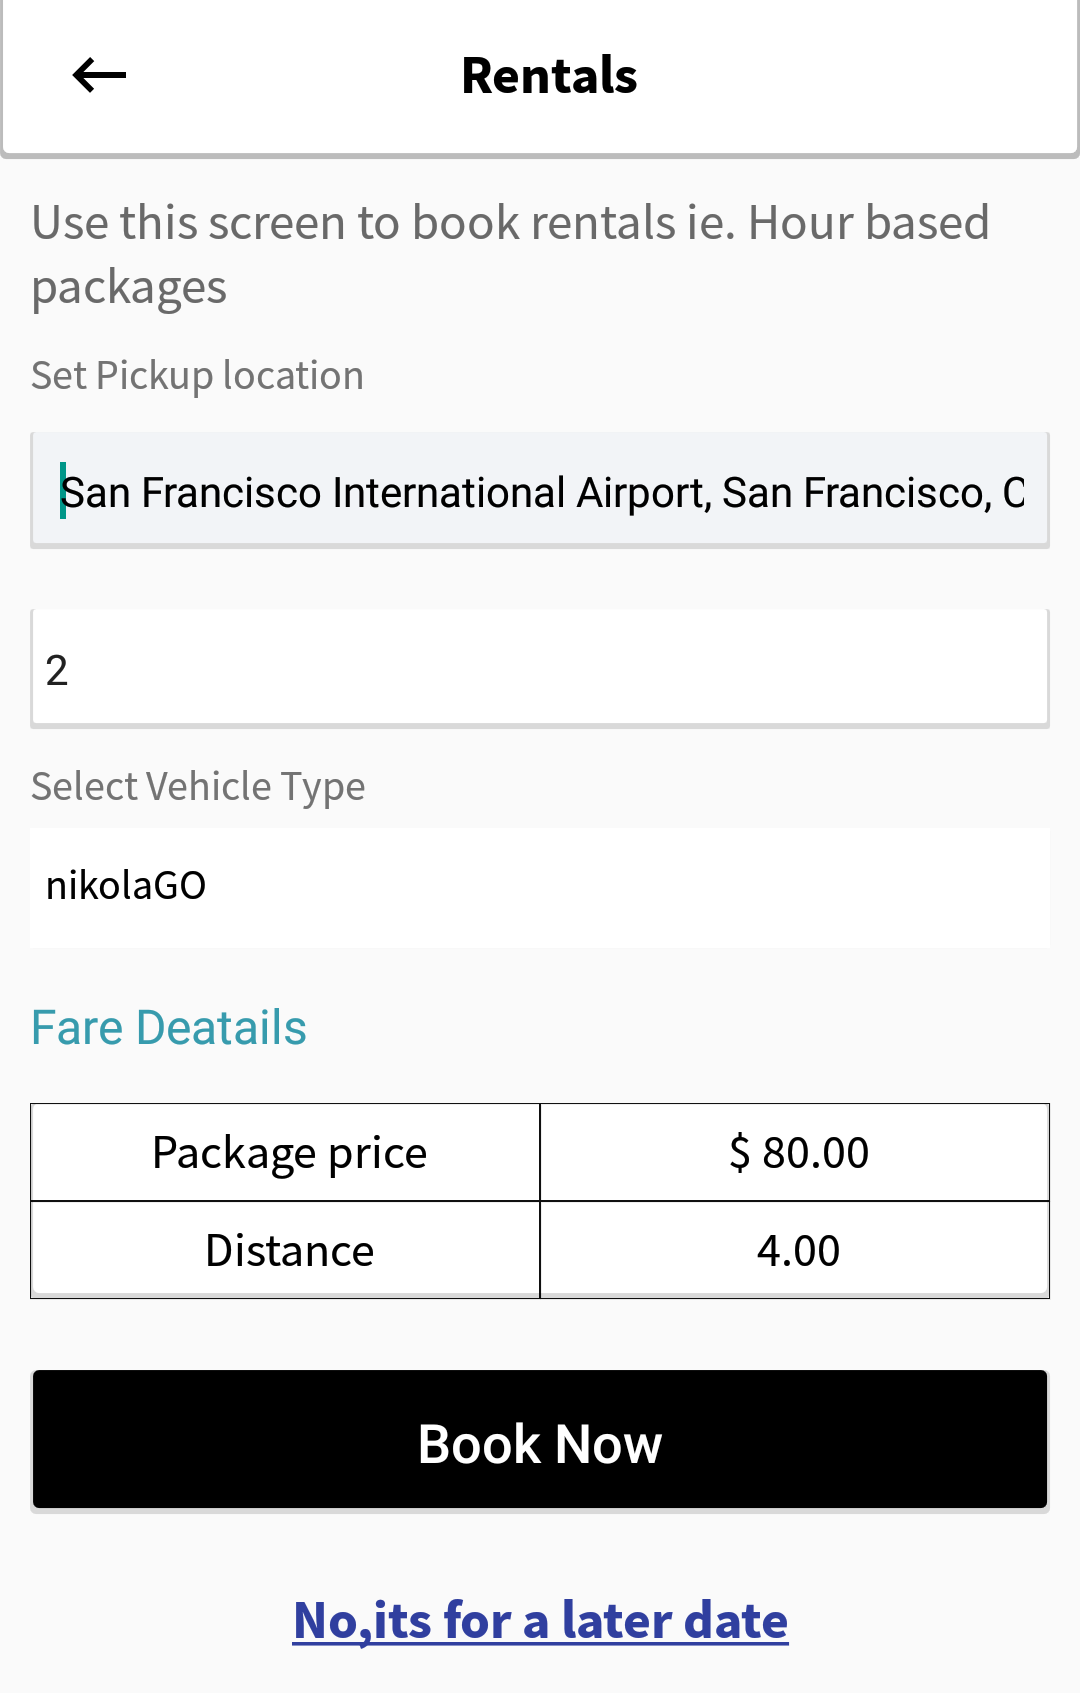 Rentals
Use this screen to book rentals ie. Hour based
packages
Set Pickup location
San Francisco International Airport, San Francisco, C
2
Select Vehicle Type
nikolaGO
Fare Deatails
Package price $ 80.00
Distance 4.00
Book Now
No,its for a later date